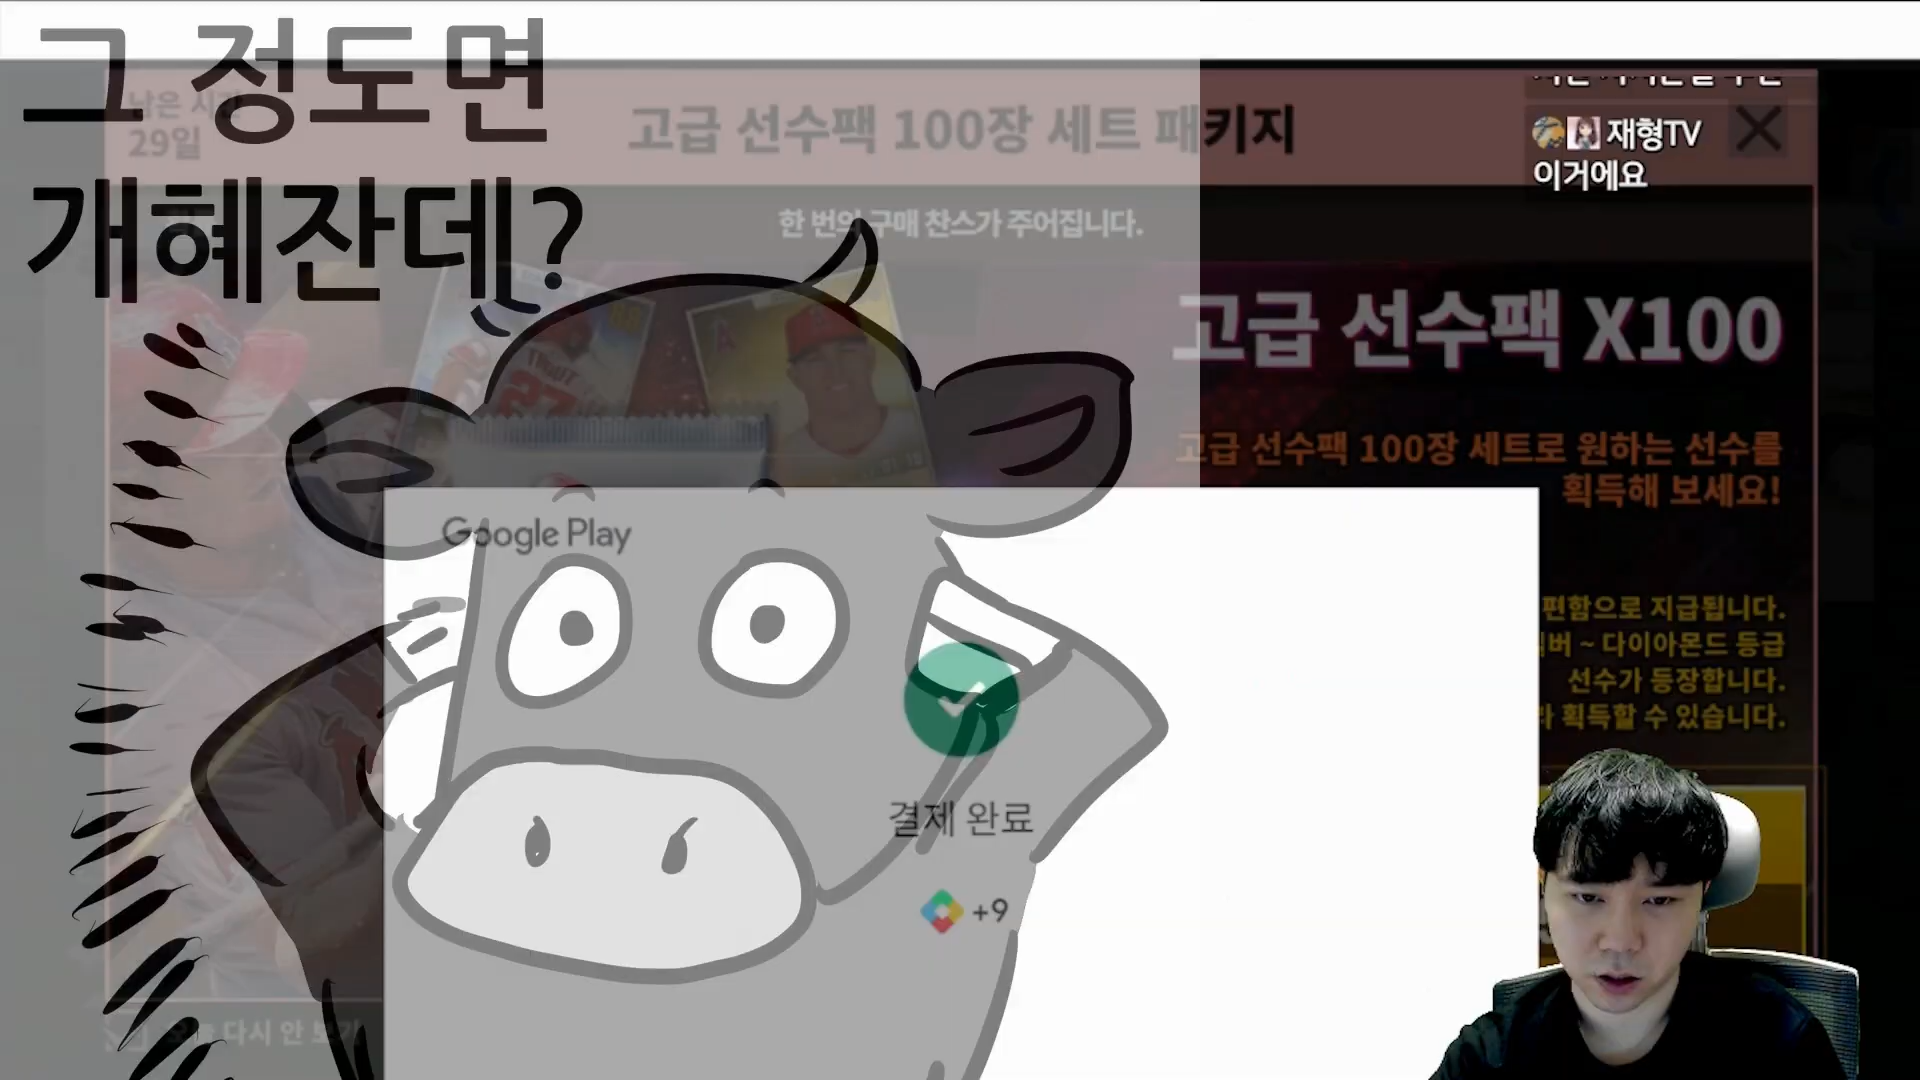 그 정도면
개혜잔데?
남은 시간
29일
고급 선수팩 100장 세트 패키지
재형TV
이거에요
한 번의 구매 찬스가 주어집니다.
고급 선수팩 X100
고급 선수팩 100장 세트로 원하는 선수를
획득해 보세요!
TROUT
27
Google Play
편함으로 지급됩니다.
버 ~ 다이아몬드 등급
선수가 등장합니다.
획득할 수 있습니다.
결제 완료
+9
오늘 다시 안 보기